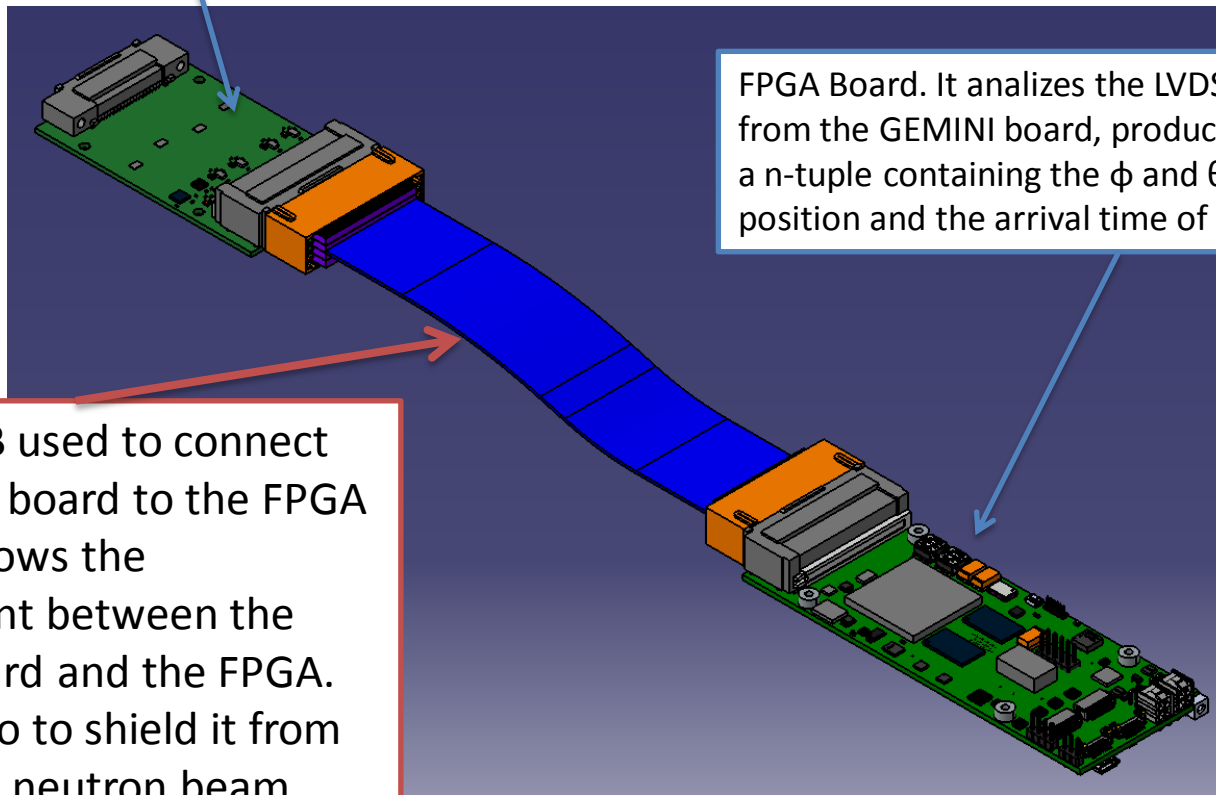 FPGA Board. It analizes the LVDS
from the GEMINI board, produc
a n-tuple containing the φ and θ
position and the arrival time of
B used to connect
board to the FPGA
ows the
nt between the
rd and the FPGA.
o to shield it from
neutron beam